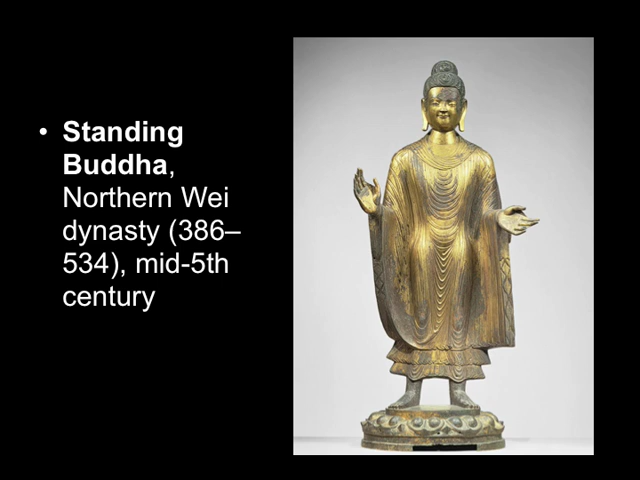 • Standing
Buddha,
Northern Wei
dynasty (386–
534), mid-5th
century